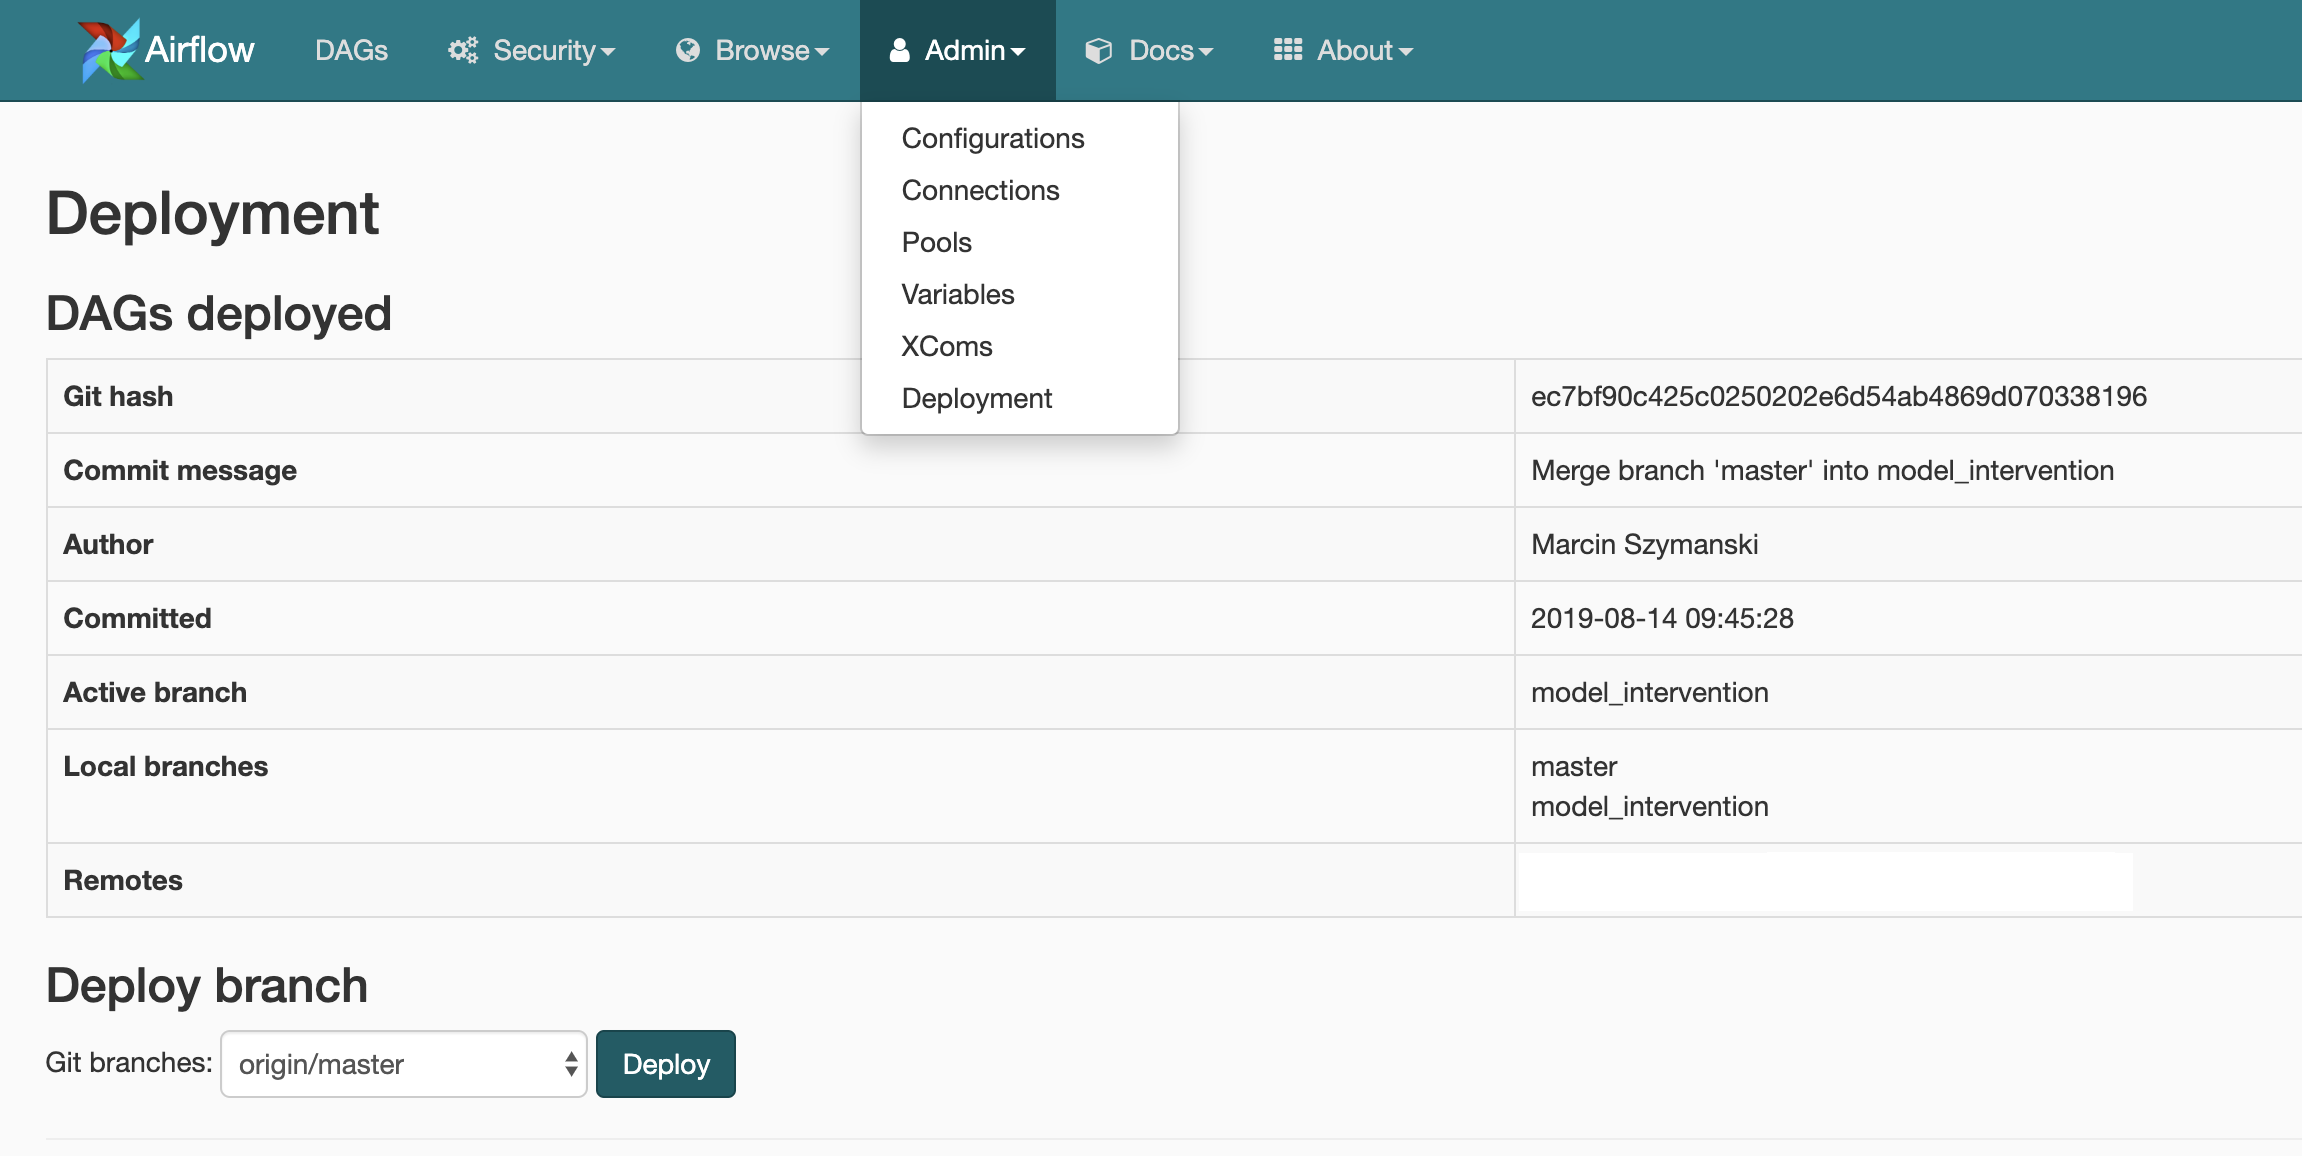 Airflow DAGs Security Browse Admin Docs About
Configurations
Connections
Pools
Variables
XComs
Deployment
Deployment
DAGs deployed
Git hash ec7bf90c425c0250202e6d54ab4869d070338196
Commit message Merge branch 'master' into model_intervention
Author Marcin Szymanski
Committed 2019-08-14 09:45:28
Active branch model_intervention
Local branches master
model_intervention
Remotes
Deploy branch
Git branches: origin/master Deploy